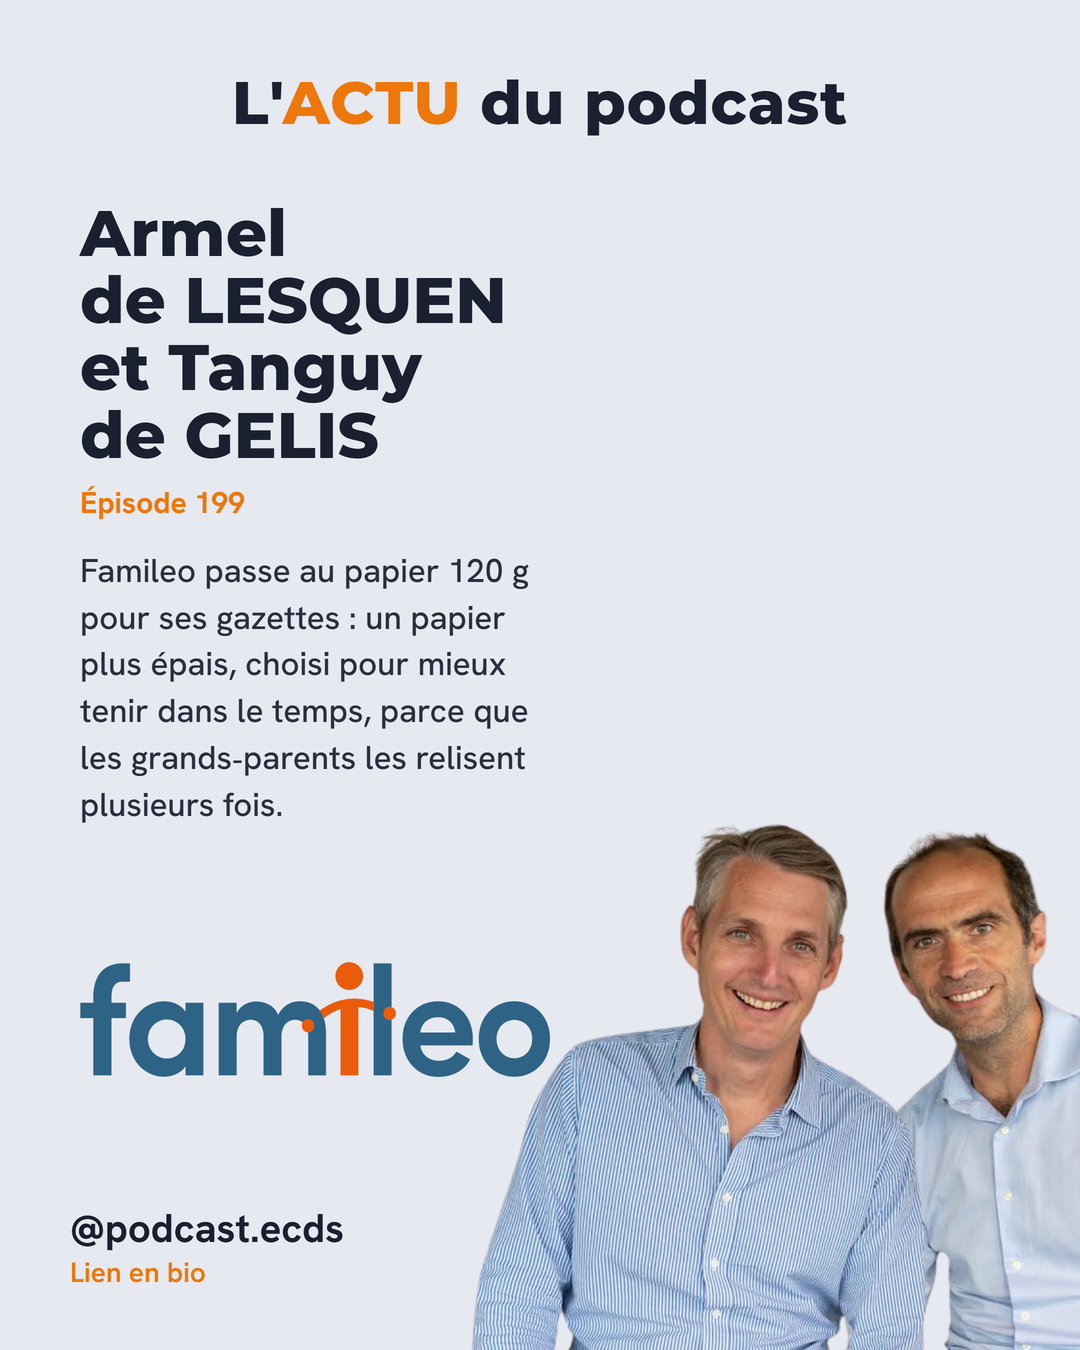 L'ACTU du podcast
Armel
de LESQUEN
et Tanguy
de GELIS
Épisode 199
Famileo passe au papier 120 g
pour ses gazettes : un papier
plus épais, choisi pour mieux
tenir dans le temps, parce que
les grands-parents les relisent
plusieurs fois.
famileo
@podcast.ecds
Lien en bio